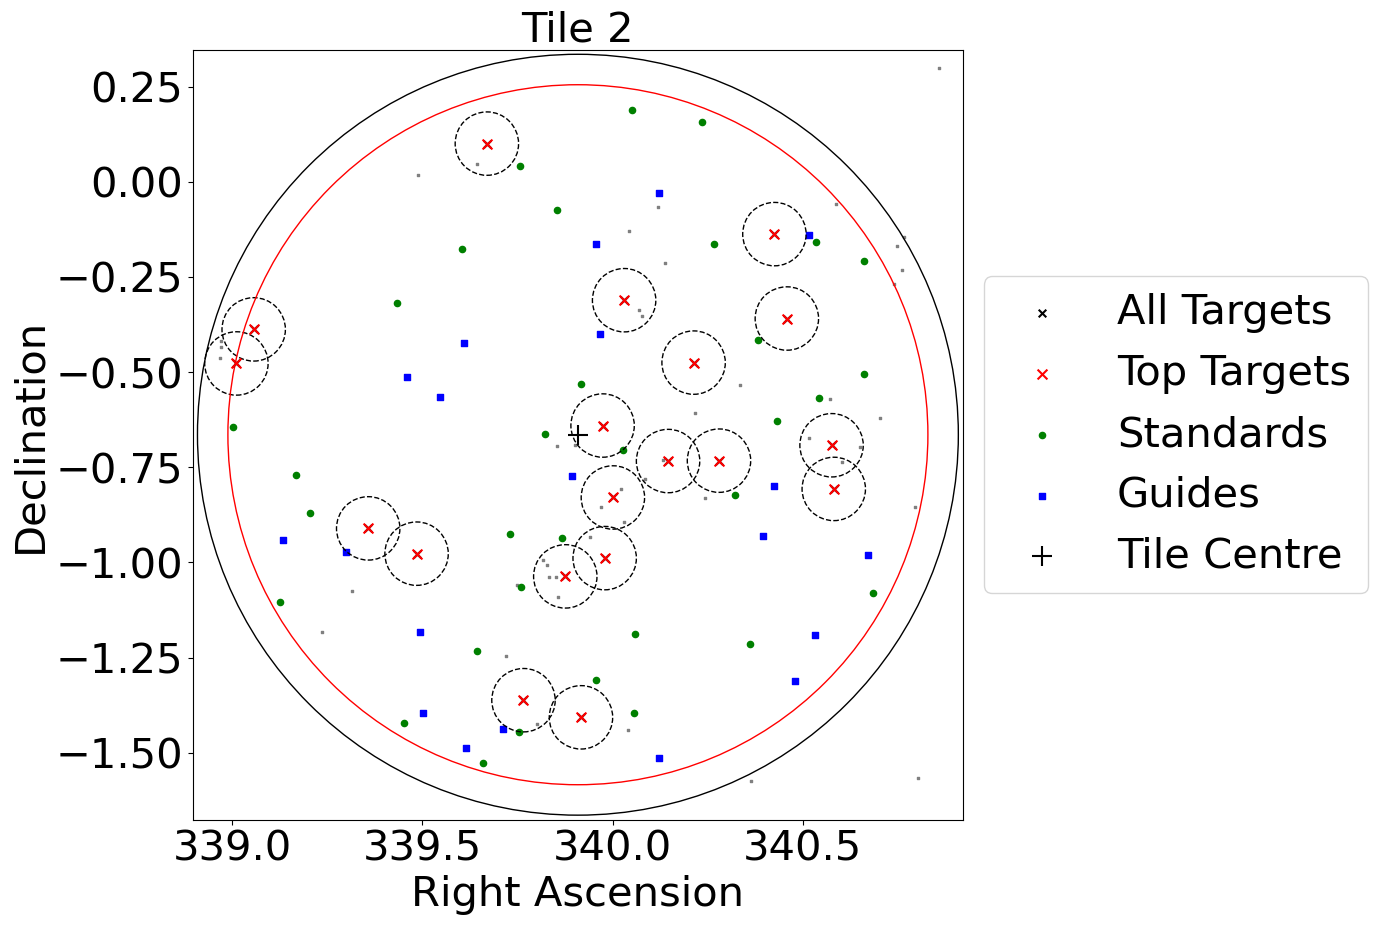 Tile 2
0.25
0.00
−0.25
−0.50
−0.75
−1.00
−1.25
−1.50
Declination
339.0 339.5 340.0 340.5
Right Ascension
All Targets
Top Targets
Standards
Guides
Tile Centre